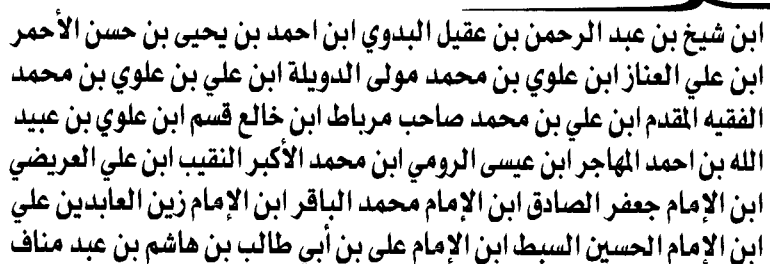 ابن شيخ بن عبد الرحمن بن عقيل البدوي ابن احمد بن يحيى بن حسن الأحمر
ابن علي العناز ابن علوي بن محمد مولى الدويلة ابن علي بن علوي بن محمد
الفقيه المقدم ابن علي بن محمد صاحب مرباط ابن خالع قسم ابن علوي بن عبيد
الله بن احمد المهاجر ابن عيسى الرومي ابن محمد الأكبر النقيب ابن علي العريضي
ابن الإمام جعفر الصادق ابن الإمام محمد الباقر ابن الإمام زين العابدين علي
ابن الإمام الحسين السبط ابن الإمام علي بن أبي طالب بن هاشم بن عبد مناف